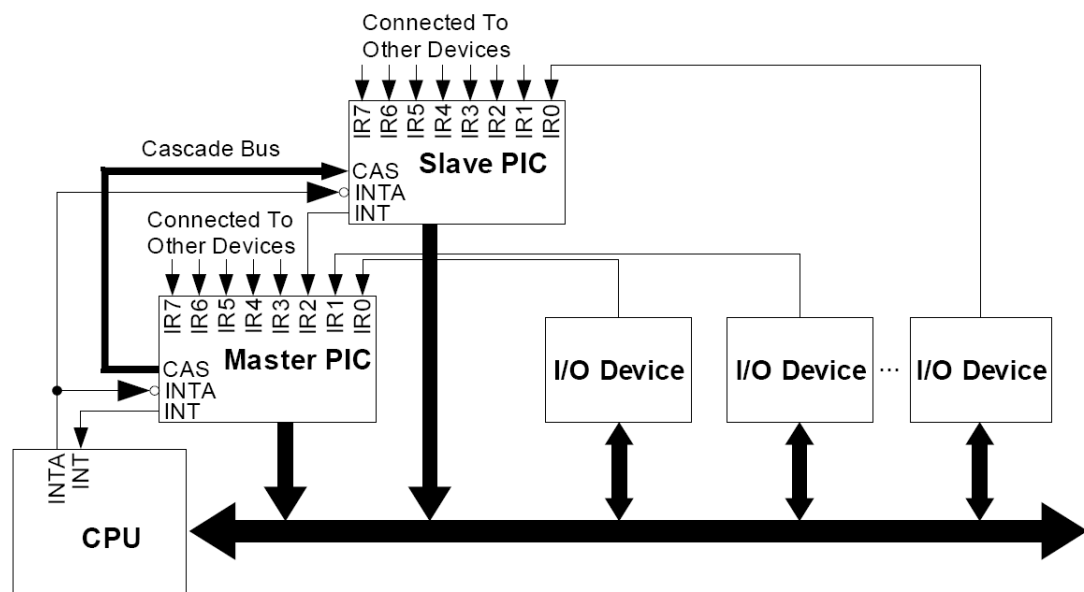 Connected To
Other Devices
IR7 IR6 IR5 IR4 IR3 IR2 IR1 IR0
Slave PIC
CAS
INTA
INT
Cascade Bus
Connected To
Other Devices
IR7 IR6 IR5 IR4 IR3 IR2 IR1 IR0
Master PIC
CAS
INTA
INT
I/O Device
I/O Device
...
I/O Device
INTA
INT
CPU